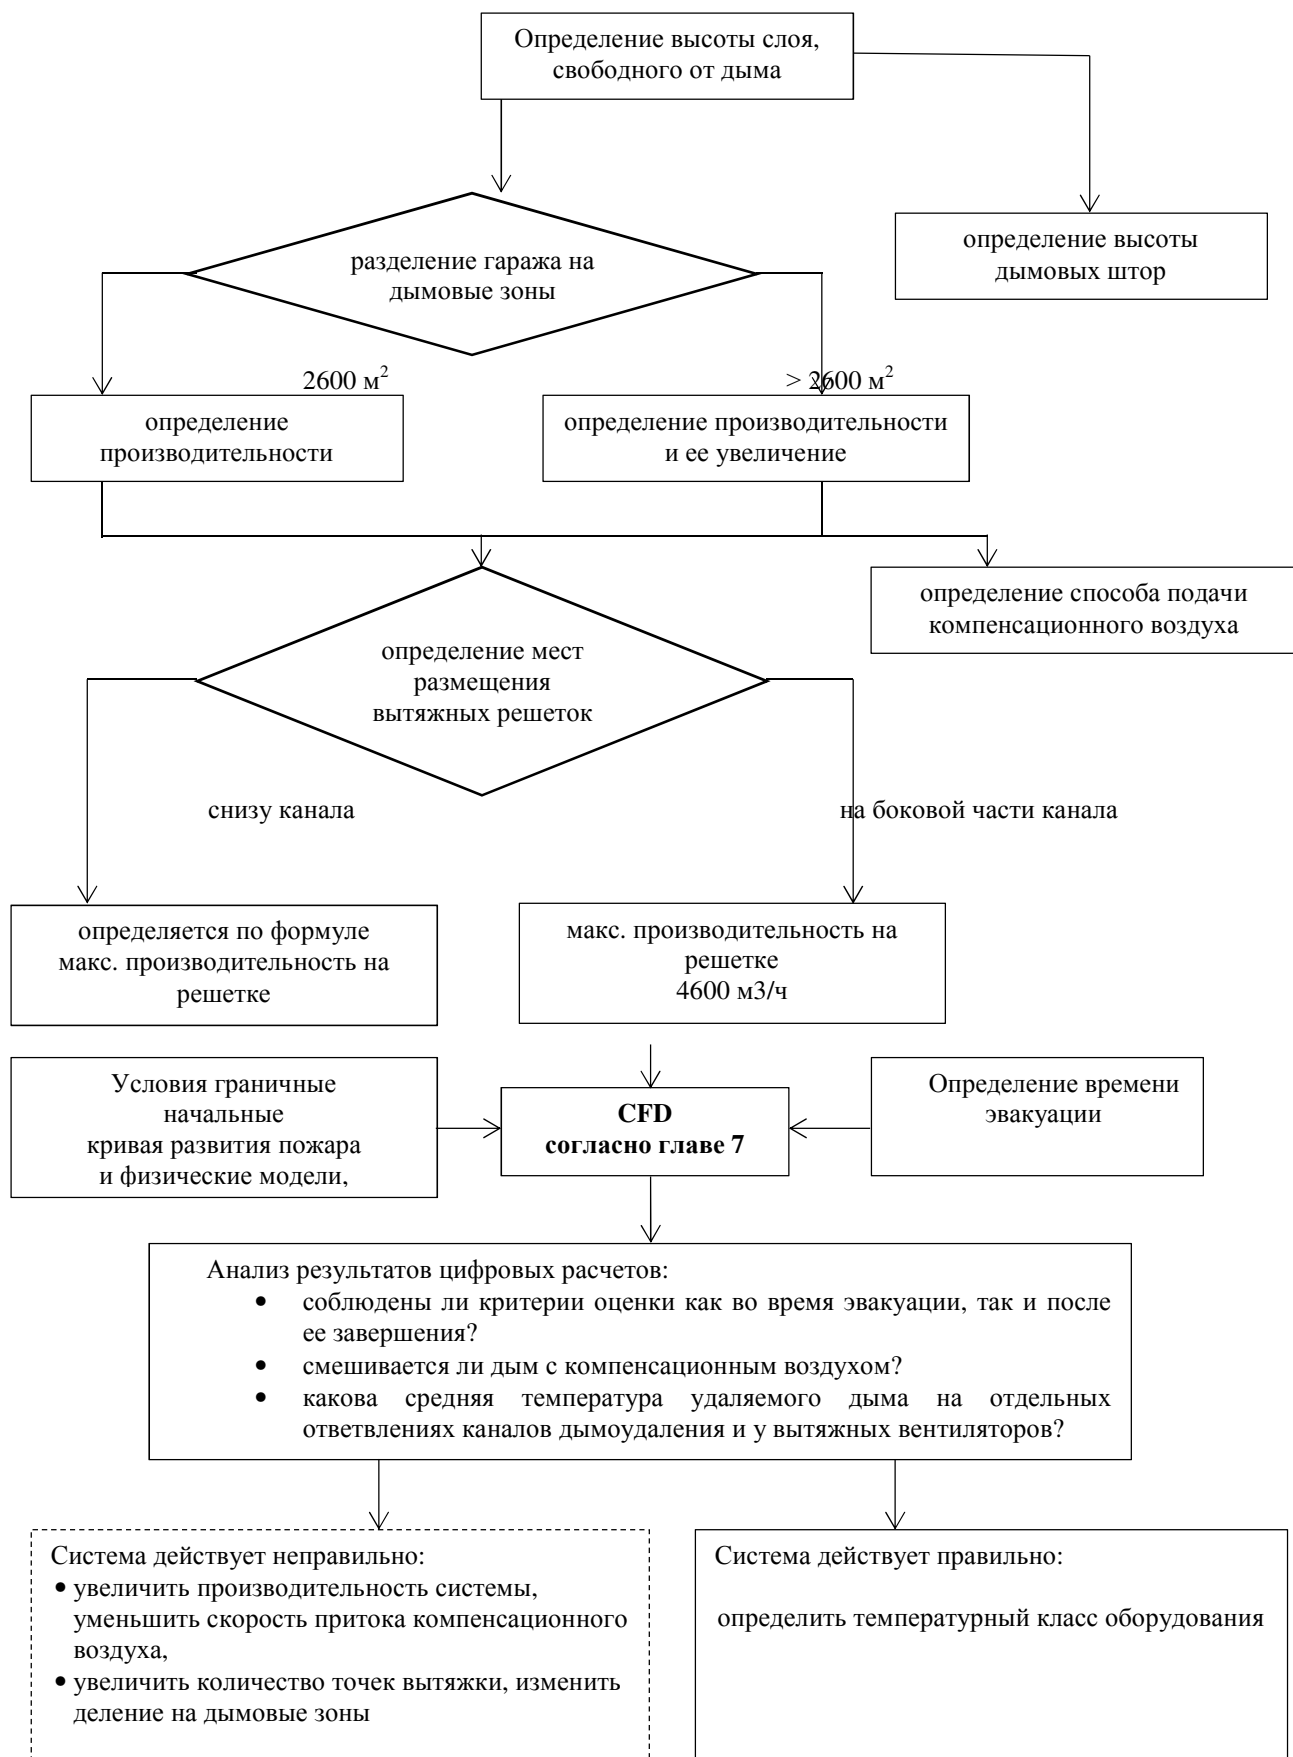 Определение высоты слоя,
свободного от дыма
разделение гаража на
дымовые зоны
определение высоты
дымовых штор
2600 м²
> 2600 м²
определение
производительности
определение производительности
и ее увеличение
определение способа подачи
компенсационного воздуха
определение мест
размещения
вытяжных решеток
снизу канала
на боковой части канала
определяется по формуле
макс. производительность на
решетке
макс. производительность на
решетке
4600 м3/ч
Условия граничные
начальные
кривая развития пожара
и физические модели,
CFD
согласно главе 7
Определение времени
эвакуации
Анализ результатов цифровых расчетов:
• соблюдены ли критерии оценки как во время эвакуации, так и после
ее завершения?
• смешивается ли дым с компенсационным воздухом?
• какова средняя температура удаляемого дыма на отдельных
ответвлениях каналов дымоудаления и у вытяжных вентиляторов?
Система действует неправильно:
• увеличить производительность системы,
уменьшить скорость притока компенсационного
воздуха,
• увеличить количество точек вытяжки, изменить
деление на дымовые зоны
Система действует правильно:
определить температурный класс оборудования